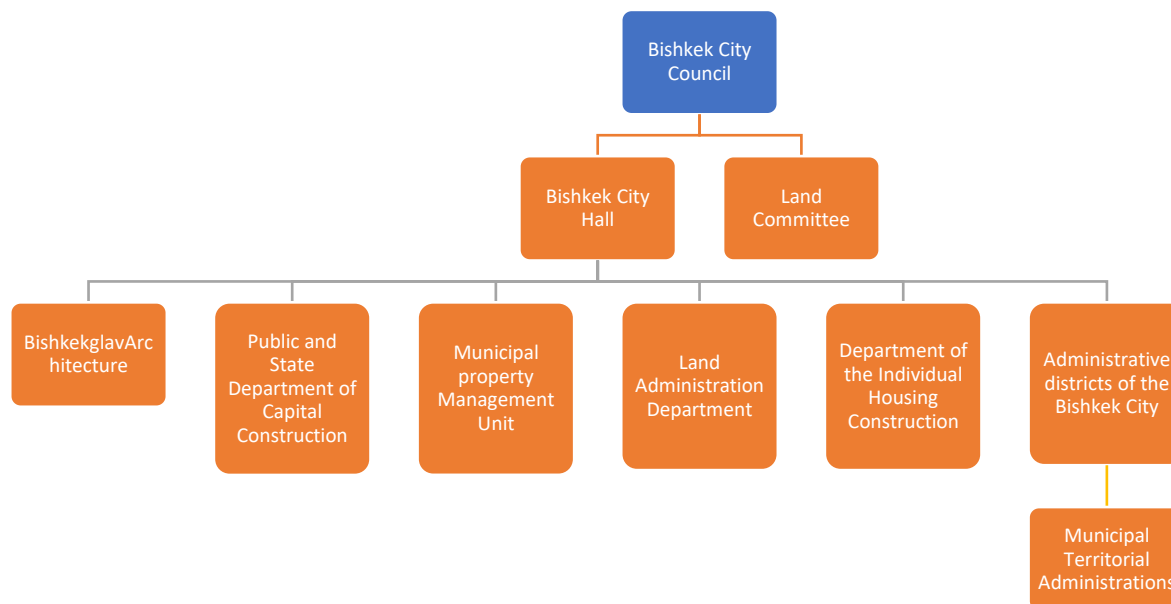 Bishkek City
Council
Bishkek City
Hall
Land
Committee
BishkekglavArc
hitecture
Public and
State
Department of
Capital
Construction
Municipal
property
Management
Unit
Land
Administration
Department
Department of
the Individual
Housing
Construction
Administrative
districts of the
Bishkek City
Municipal
Territorial
Administrations